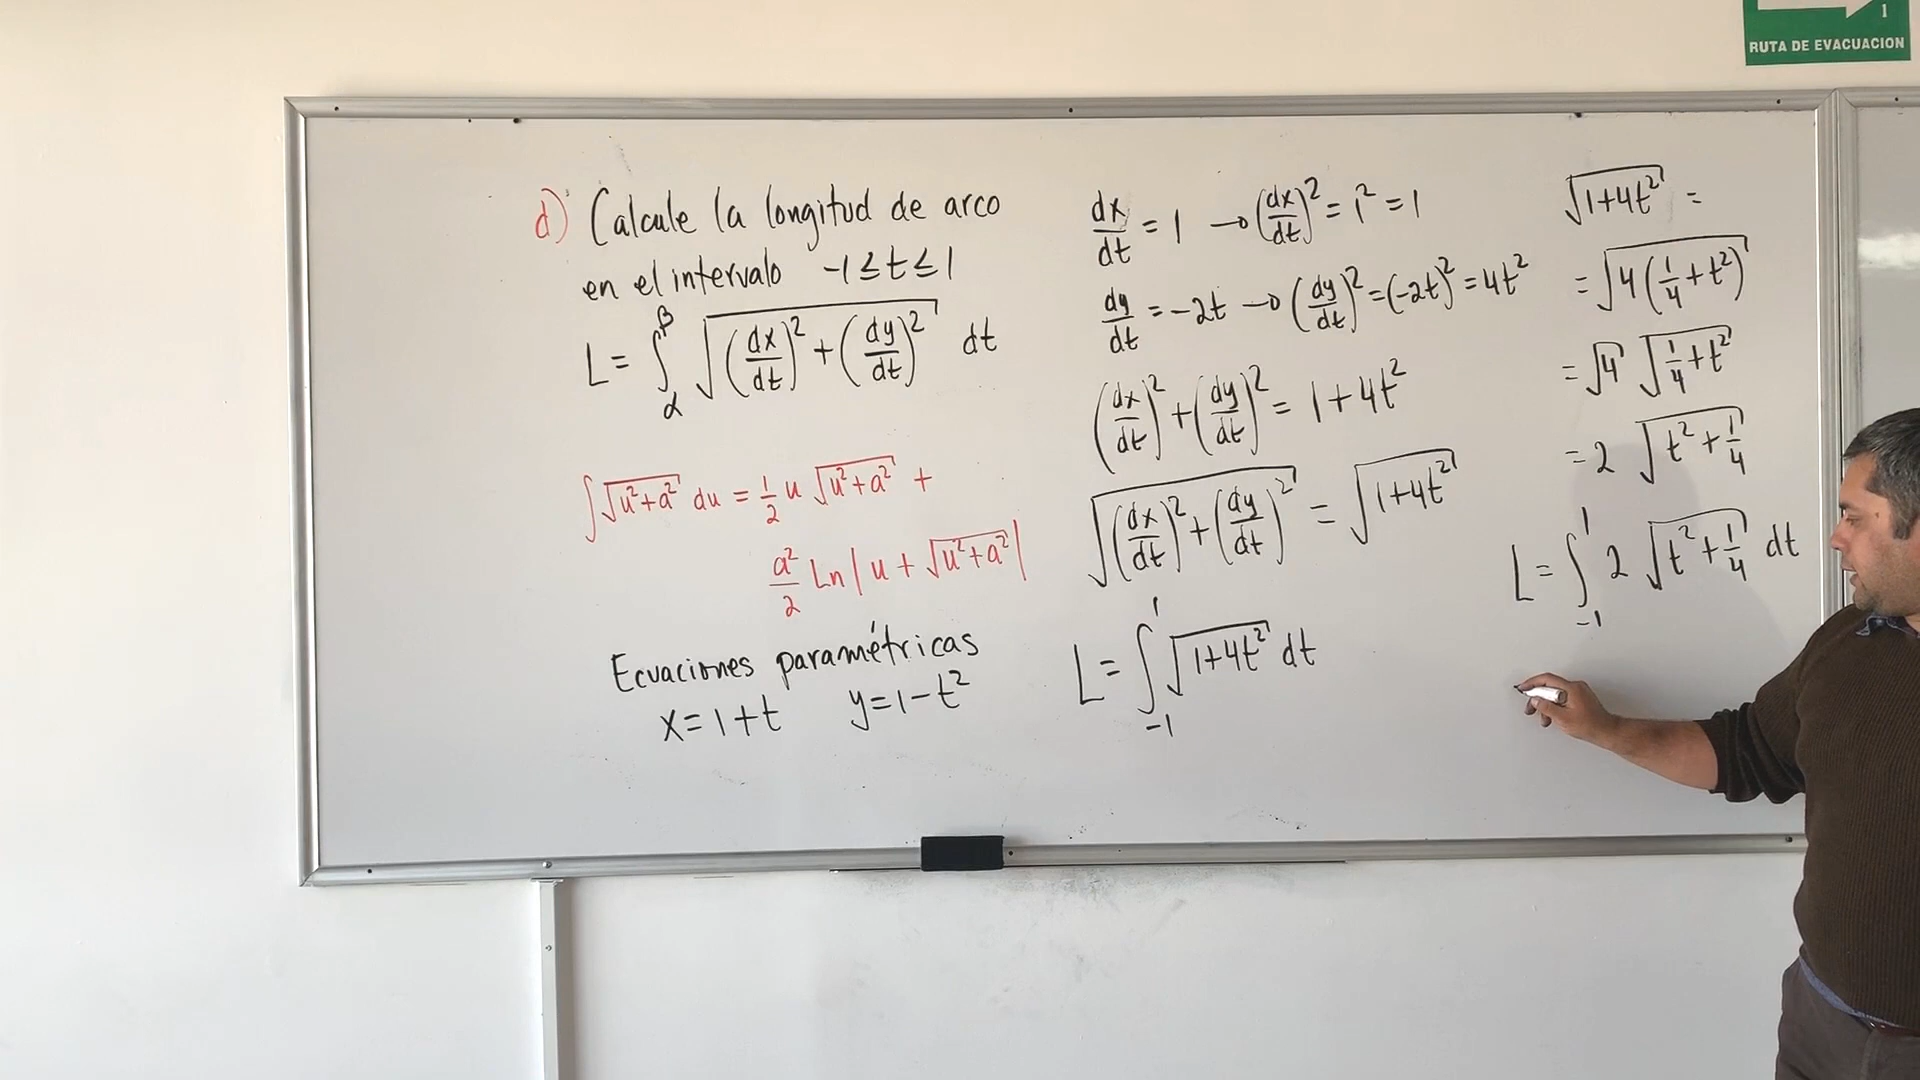 1
RUTA DE EVACUACION
d) Calcule la longitud de arco
en el intervalo -1 ≤ t ≤ 1
L = ∫_α^β √((dx/dt)² + (dy/dt)²) dt
∫√(u²+a²) du = 1/2 u √(u²+a²) +
a²/2 Ln | u + √(u²+a²) |
Ecuaciones paramétricas
x = 1 + t   y = 1 - t²
dx/dt = 1 → (dx/dt)² = 1² = 1
dy/dt = -2t → (dy/dt)² = (-2t)² = 4t²
(dx/dt)² + (dy/dt)² = 1 + 4t²
√((dx/dt)² + (dy/dt)²) = √(1+4t²)
L = ∫_-1^1 √(1+4t²) dt
√(1+4t²) =
= √(4(1/4 + t²))
= √4 √(1/4 + t²)
= 2 √(t² + 1/4)
L = ∫_-1^1 2 √(t² + 1/4) dt